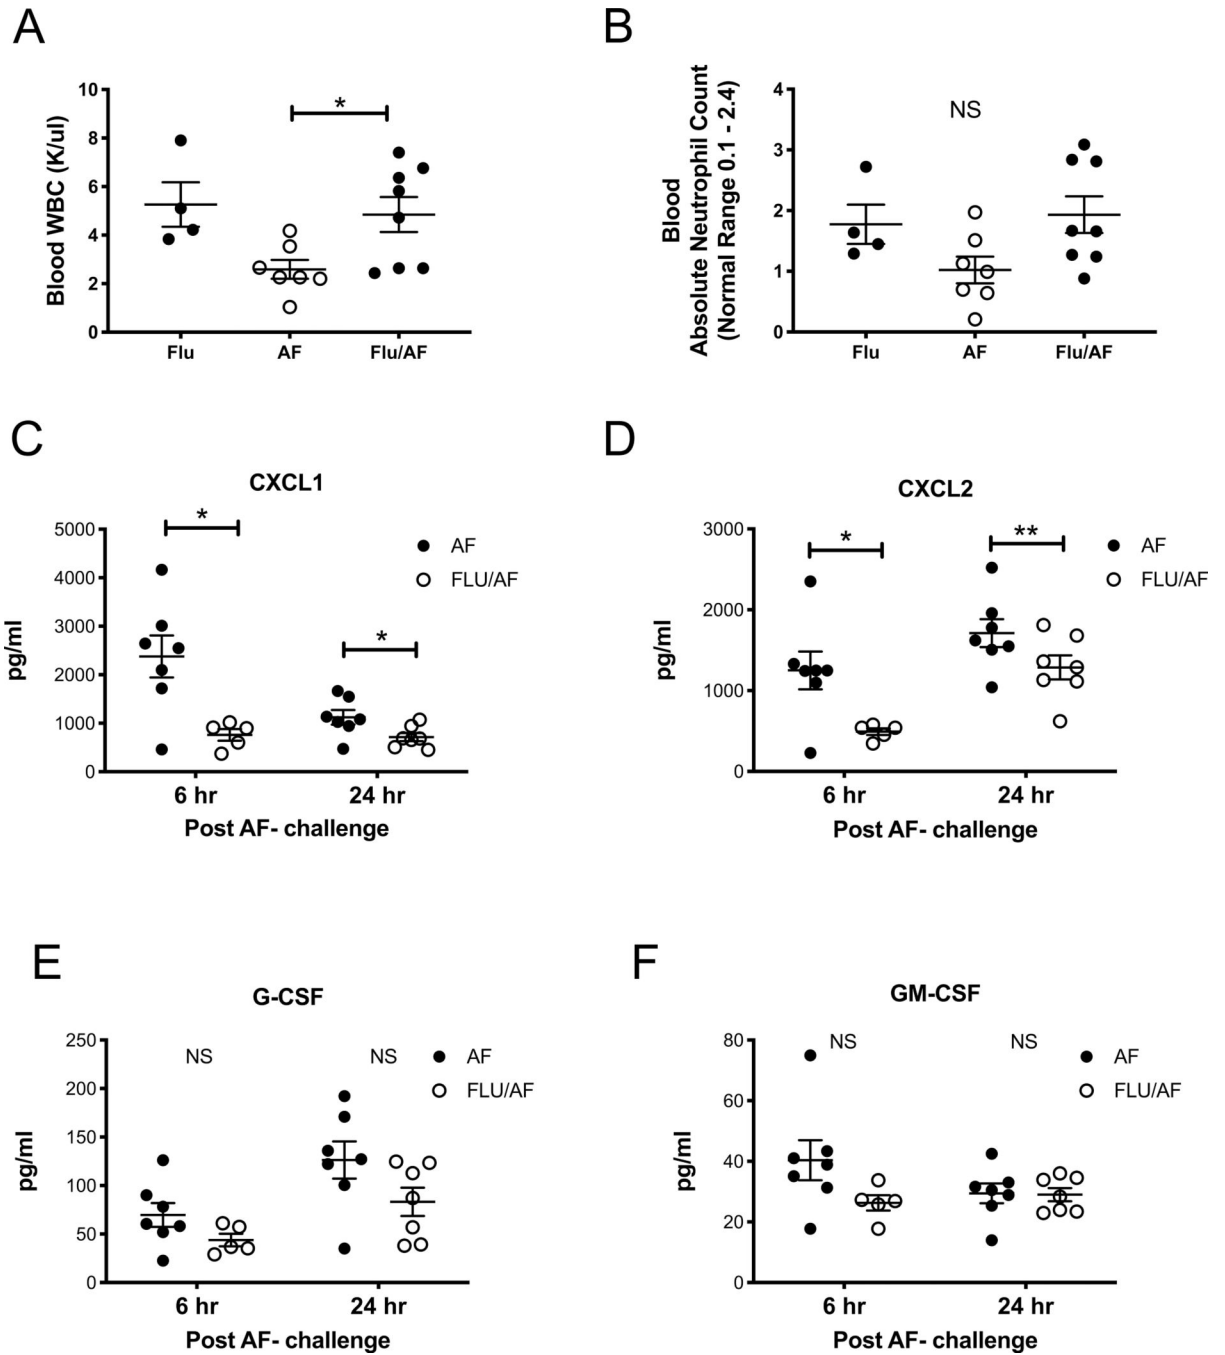 A
Blood WBC (K/ul)
10
8
6
4
2
0
*
Flu
AF
Flu/AF
B
Blood
Absolute Neutrophil Count
(Normal Range 0.1 - 2.4)
4
3
2
1
0
NS
Flu
AF
Flu/AF
C
CXCL1
pg/ml
5000
4000
3000
2000
1000
0
*
*
AF
FLU/AF
6 hr
24 hr
Post AF- challenge
D
CXCL2
pg/ml
3000
2000
1000
0
*
**
AF
FLU/AF
6 hr
24 hr
Post AF- challenge
E
G-CSF
pg/ml
250
200
150
100
50
0
NS
NS
AF
FLU/AF
6 hr
24 hr
Post AF- challenge
F
GM-CSF
pg/ml
80
60
40
20
0
NS
NS
AF
FLU/AF
6 hr
24 hr
Post AF- challenge